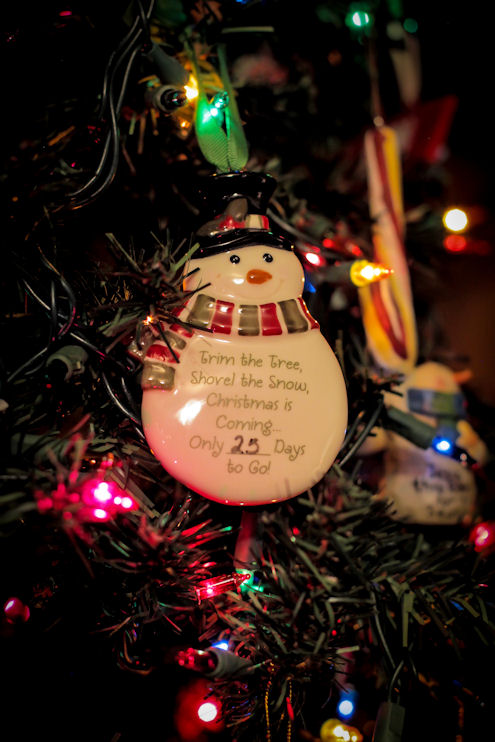 Trim the Tree,
Shovel the Snow,
Christmas is
Coming...
Only 25 Days
to Go!